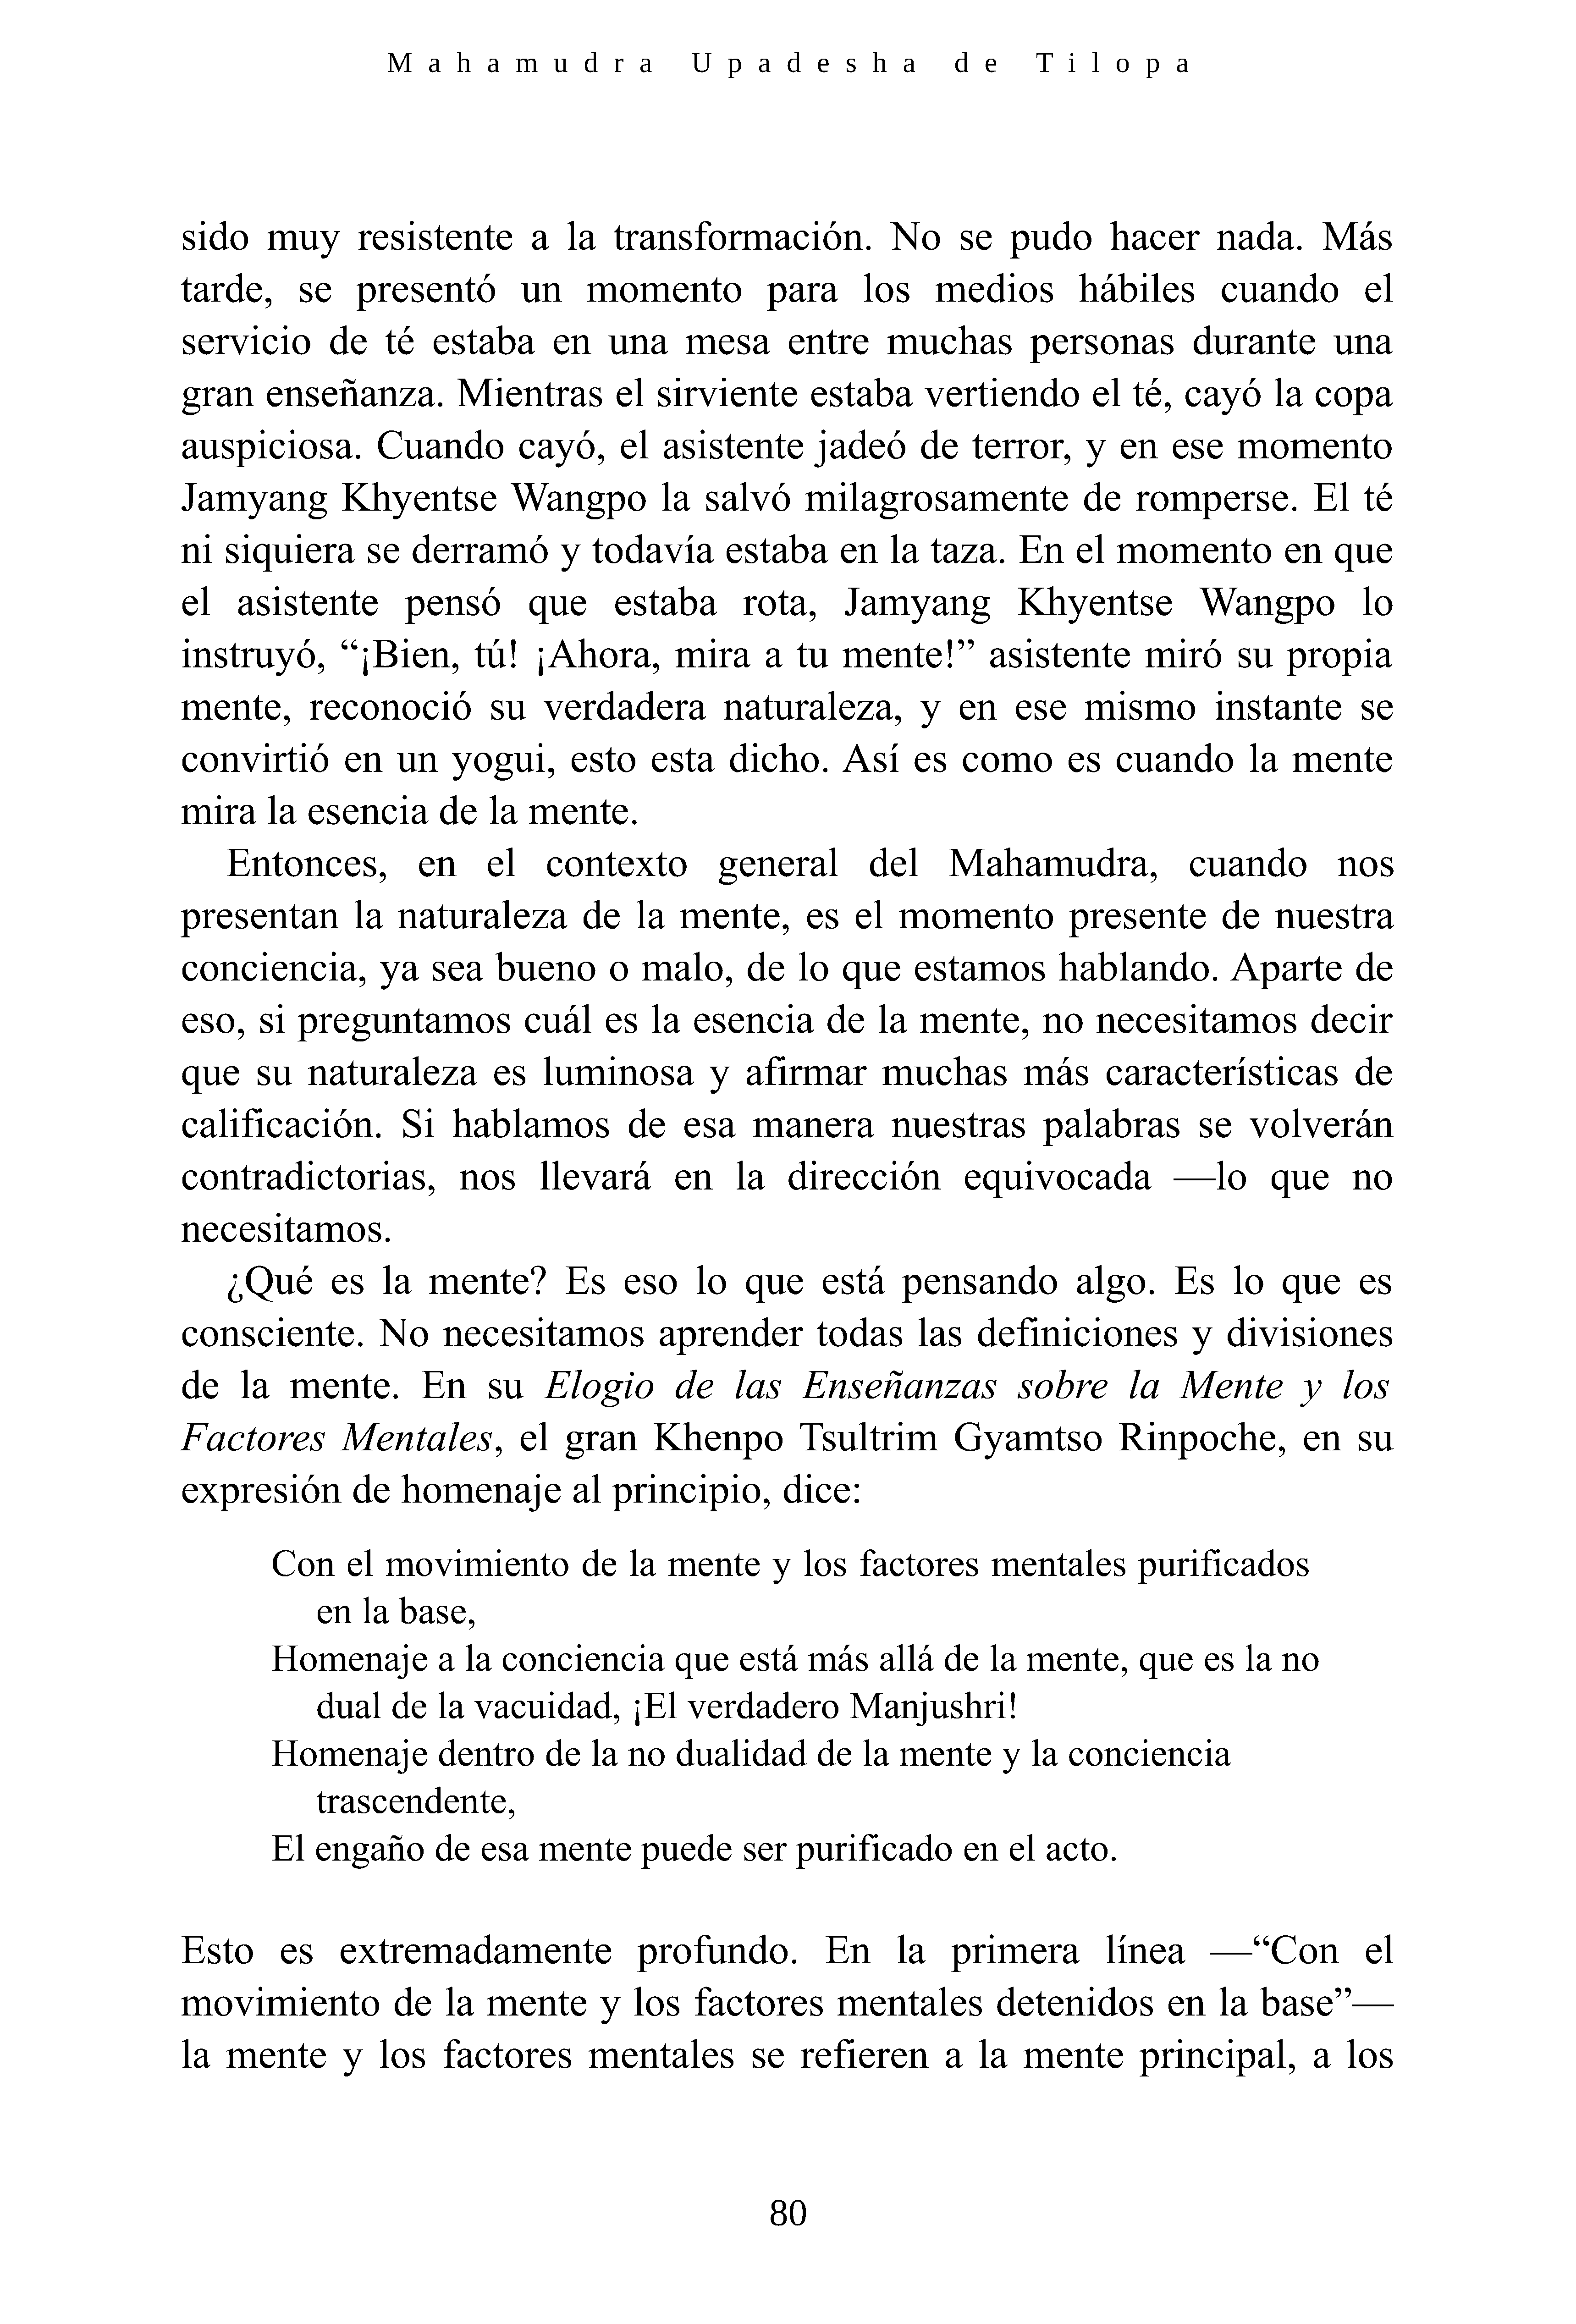 Mahamudra Upadesha de Tilopa
sido muy resistente a la transformación. No se pudo hacer nada. Más
tarde, se presentó un momento para los medios hábiles cuando el
servicio de té estaba en una mesa entre muchas personas durante una
gran enseñanza. Mientras el sirviente estaba vertiendo el té, cayó la copa
auspiciosa. Cuando cayó, el asistente jadeó de terror, y en ese momento
Jamyang Khyentse Wangpo la salvó milagrosamente de romperse. El té
ni siquiera se derramó y todavía estaba en la taza. En el momento en que
el asistente pensó que estaba rota, Jamyang Khyentse Wangpo lo
instruyó, “¡Bien, tú! ¡Ahora, mira a tu mente!” asistente miró su propia
mente, reconoció su verdadera naturaleza, y en ese mismo instante se
convirtió en un yogui, esto esta dicho. Así es como es cuando la mente
mira la esencia de la mente.
Entonces, en el contexto general del Mahamudra, cuando nos
presentan la naturaleza de la mente, es el momento presente de nuestra
conciencia, ya sea bueno o malo, de lo que estamos hablando. Aparte de
eso, si preguntamos cuál es la esencia de la mente, no necesitamos decir
que su naturaleza es luminosa y afirmar muchas más características de
calificación. Si hablamos de esa manera nuestras palabras se volverán
contradictorias, nos llevará en la dirección equivocada —lo que no
necesitamos.
¿Qué es la mente? Es eso lo que está pensando algo. Es lo que es
consciente. No necesitamos aprender todas las definiciones y divisiones
de la mente. En su Elogio de las Enseñanzas sobre la Mente y los
Factores Mentales, el gran Khenpo Tsultrim Gyamtso Rinpoche, en su
expresión de homenaje al principio, dice:
Con el movimiento de la mente y los factores mentales purificados
en la base,
Homenaje a la conciencia que está más allá de la mente, que es la no
dual de la vacuidad, ¡El verdadero Manjushri!
Homenaje dentro de la no dualidad de la mente y la conciencia
trascendente,
El engaño de esa mente puede ser purificado en el acto.
Esto es extremadamente profundo. En la primera línea —“Con el
movimiento de la mente y los factores mentales detenidos en la base”—
la mente y los factores mentales se refieren a la mente principal, a los
80